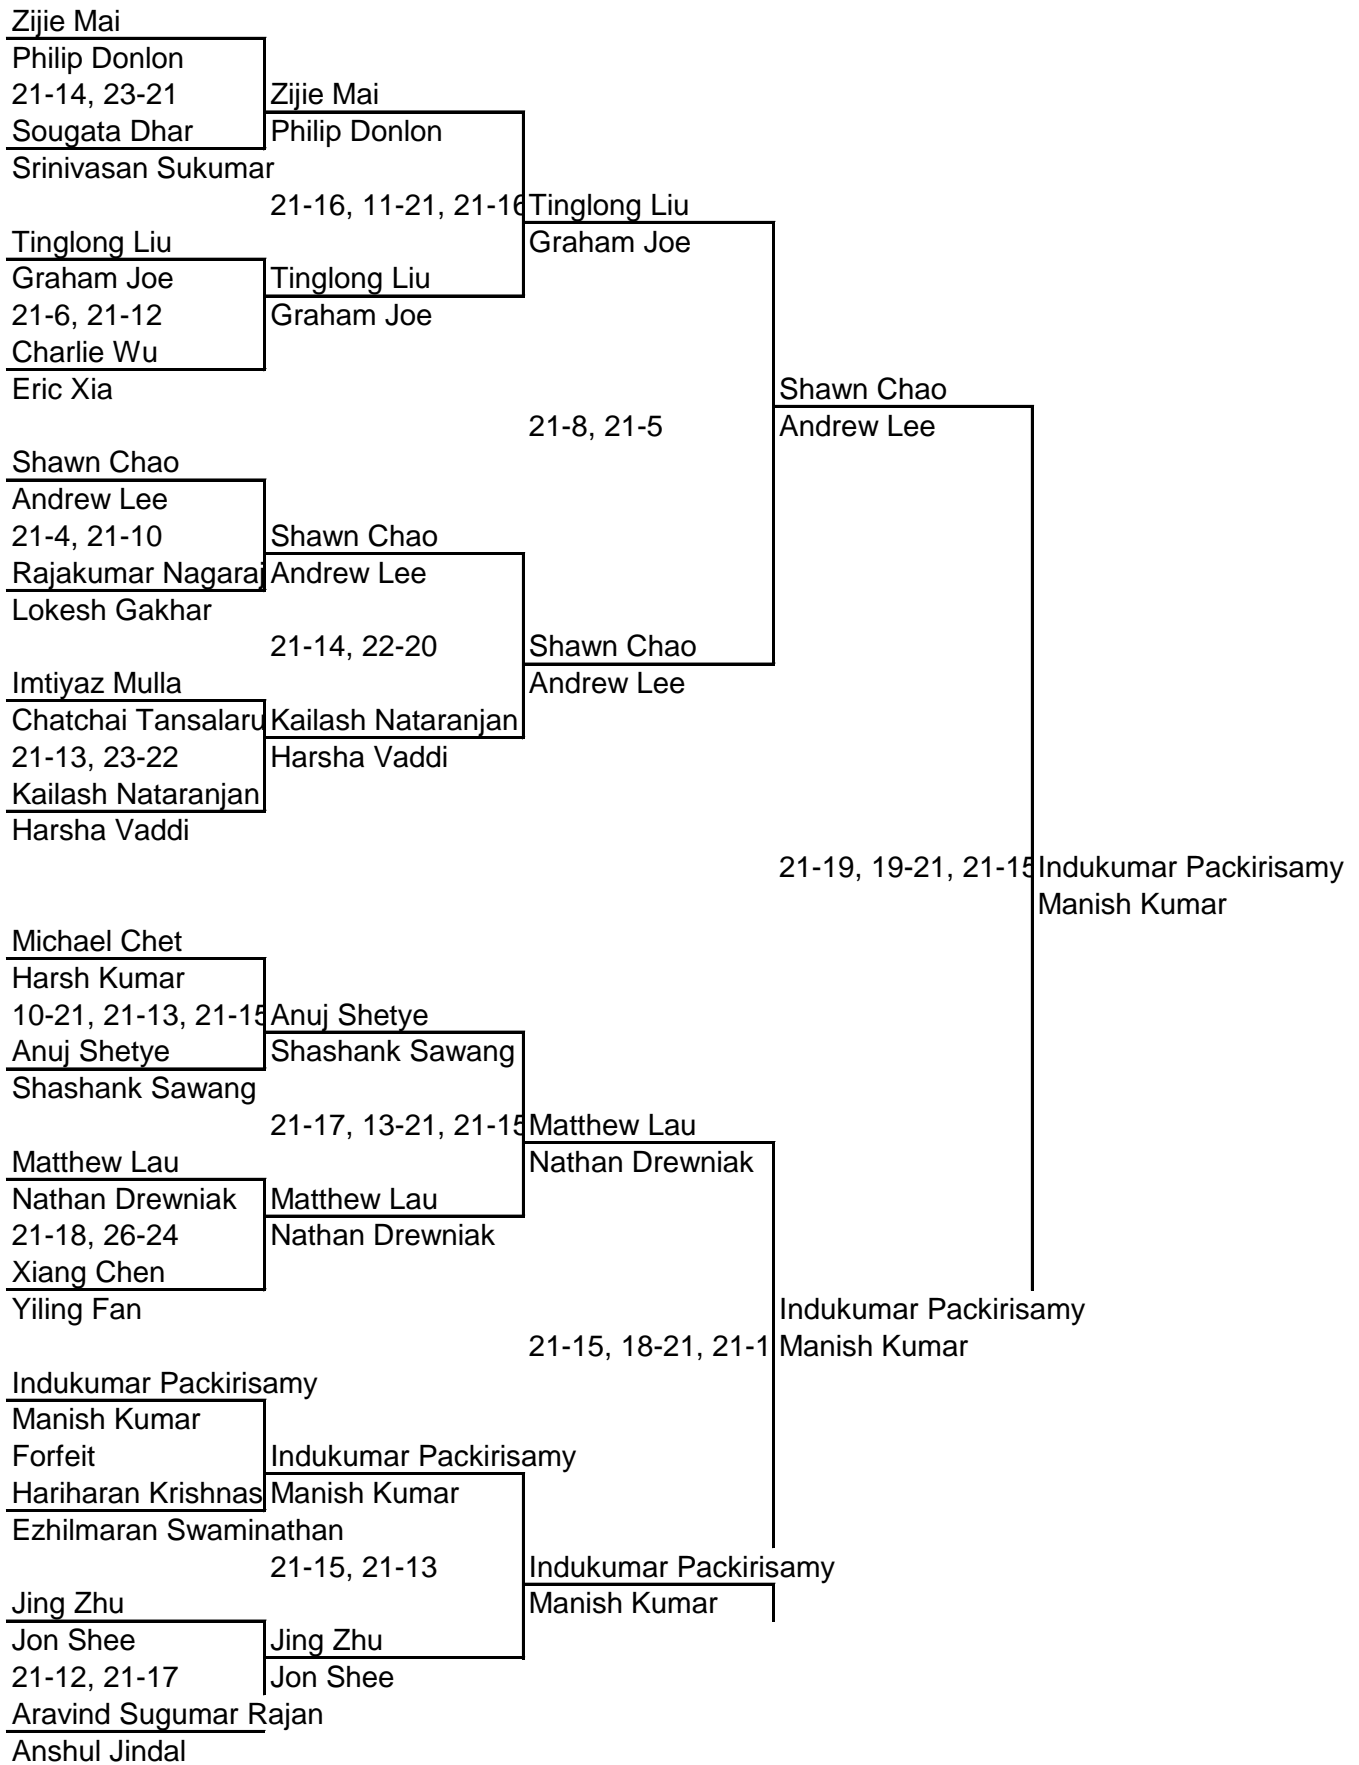 Zijie Mai
Philip Donlon
21-14, 23-21
Zijie Mai
Sougata Dhar
Philip Donlon
Srinivasan Sukumar
21-16, 11-21, 21-16
Tinglong Liu
Tinglong Liu
Graham Joe
Graham Joe
Tinglong Liu
21-6, 21-12
Graham Joe
Charlie Wu
Eric Xia
Shawn Chao
21-8, 21-5
Andrew Lee
Shawn Chao
Andrew Lee
21-4, 21-10
Shawn Chao
Rajakumar Nagaraj
Andrew Lee
Lokesh Gakhar
21-14, 22-20
Shawn Chao
Imtiyaz Mulla
Andrew Lee
Chatchai Tansalaru
Kailash Nataranjan
21-13, 23-22
Harsha Vaddi
Kailash Nataranjan
Harsha Vaddi
21-19, 19-21, 21-15
Indukumar Packirisamy
Manish Kumar
Michael Chet
Harsh Kumar
10-21, 21-13, 21-15
Anuj Shetye
Anuj Shetye
Shashank Sawang
Shashank Sawang
21-17, 13-21, 21-15
Matthew Lau
Matthew Lau
Nathan Drewniak
Nathan Drewniak
Matthew Lau
21-18, 26-24
Nathan Drewniak
Xiang Chen
Yiling Fan
Indukumar Packirisamy
21-15, 18-21, 21-1
Manish Kumar
Indukumar Packirisamy
Manish Kumar
Forfeit
Indukumar Packirisamy
Hariharan Krishnas
Manish Kumar
Ezhilmaran Swaminathan
21-15, 21-13
Indukumar Packirisamy
Jing Zhu
Manish Kumar
Jon Shee
Jing Zhu
21-12, 21-17
Jon Shee
Aravind Sugumar Rajan
Anshul Jindal